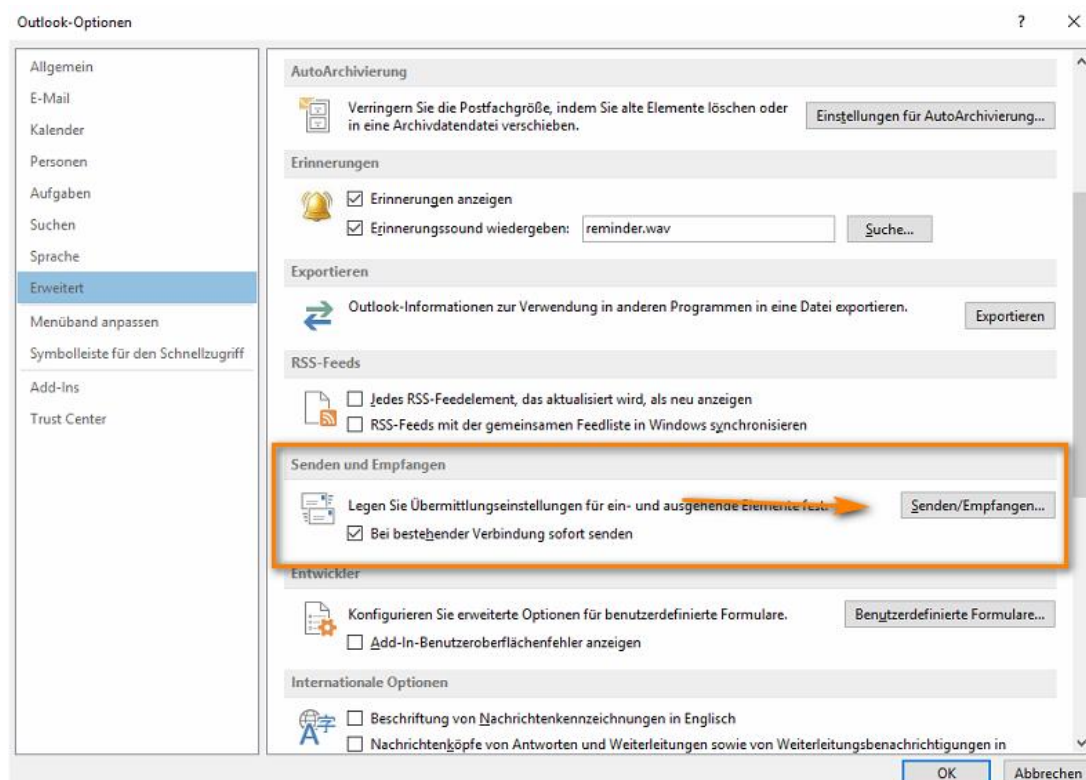 Outlook-Optionen
?
Allgemein
E-Mail
Kalender
Personen
Aufgaben
Suchen
Sprache
Erweitert
Menüband anpassen
Symbolleiste für den Schnellzugriff
Add-Ins
Trust Center
AutoArchivierung
Verringern Sie die Postfachgröße, indem Sie alte Elemente löschen oder
in eine Archivdatendatei verschieben.
Einstellungen für AutoArchivierung...
Erinnerungen
Erinnerungen anzeigen
Erinnerungssound wiedergeben: reminder.wav Suche...
Exportieren
Outlook-Informationen zur Verwendung in anderen Programmen in eine Datei exportieren.
Exportieren
RSS-Feeds
Jedes RSS-Feedelement, das aktualisiert wird, als neu anzeigen
RSS-Feeds mit der gemeinsamen Feedliste in Windows synchronisieren
Senden und Empfangen
Legen Sie Übermittlungseinstellungen für ein- und ausgehende Elemente fest. Senden/Empfangen...
Bei bestehender Verbindung sofort senden
Entwickler
Konfigurieren Sie erweiterte Optionen für benutzerdefinierte Formulare. Benutzerdefinierte Formulare...
Add-In-Benutzeroberflächenfehler anzeigen
Internationale Optionen
Beschriftung von Nachrichtenkennzeichnungen in Englisch
Nachrichtenköpfe von Antworten und Weiterleitungen sowie von Weiterleitungsbenachrichtigungen in
OK Abbrechen